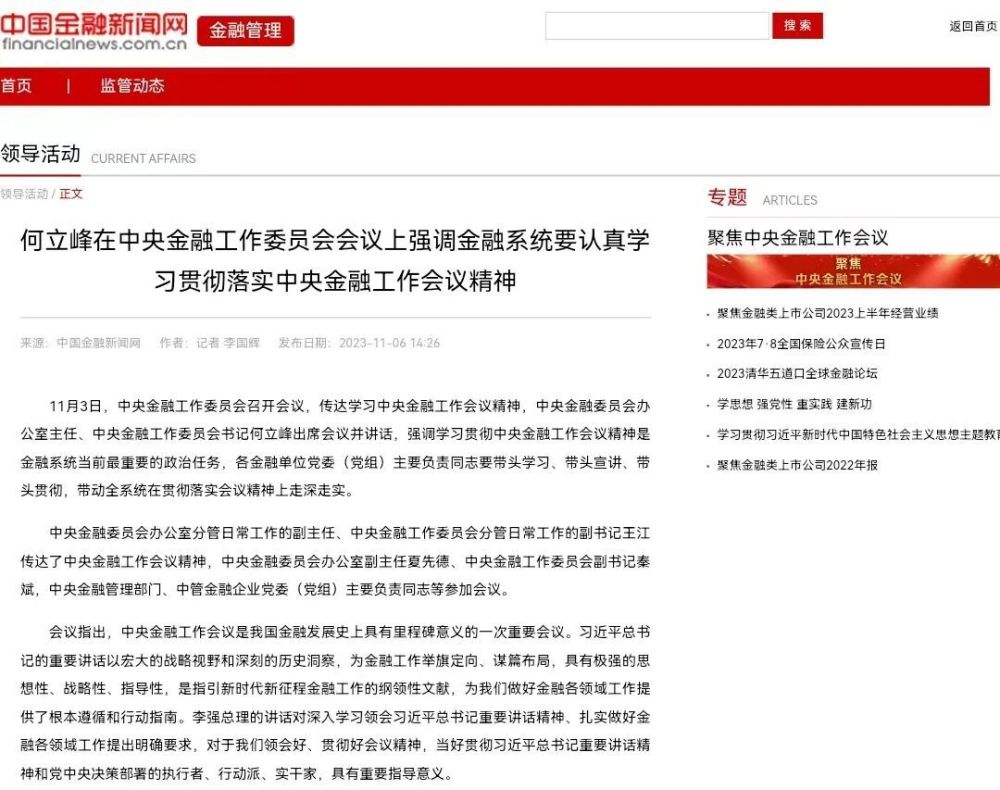 中国金融新闻网 金融管理
financialnews.com.cn
搜 索
返回首页
首页 | 监管动态
领导活动 CURRENT AFFAIRS
领导活动 / 正文
何立峰在中央金融工作委员会会议上强调金融系统要认真学
习贯彻落实中央金融工作会议精神
来源：中国金融新闻网 作者：记者 李国辉 发布日期：2023-11-06 14:26
11月3日，中央金融工作委员会召开会议，传达学习中央金融工作会议精神，中央金融委员会办
公室主任、中央金融工作委员会书记何立峰出席会议并讲话，强调学习贯彻中央金融工作会议精神是
金融系统当前最重要的政治任务，各金融单位党委（党组）主要负责同志要带头学习、带头宣讲、带
头贯彻，带动全系统在贯彻落实会议精神上走深走实。
中央金融委员会办公室分管日常工作的副主任、中央金融工作委员会分管日常工作的副书记王江
传达了中央金融工作会议精神，中央金融委员会办公室副主任夏先德、中央金融工作委员会副书记秦
斌，中央金融管理部门、中管金融企业党委（党组）主要负责同志等参加会议。
会议指出，中央金融工作会议是我国金融发展史上具有里程碑意义的一次重要会议。习近平总书
记的重要讲话以宏大的战略视野和深刻的历史洞察，为金融工作举旗定向、谋篇布局，具有极强的思
想性、战略性、指导性，是指引新时代新征程金融工作的纲领性文献，为我们做好金融各领域工作提
供了根本遵循和行动指南。李强总理的讲话对深入学习领会习近平总书记重要讲话精神、扎实做好金
融各领域工作提出明确要求，对于我们领会好、贯彻好会议精神，当好贯彻习近平总书记重要讲话精
神和党中央决策部署的执行者、行动派、实干家，具有重要指导意义。
专题 ARTICLES
聚焦中央金融工作会议
聚焦
中央金融工作会议
· 聚焦金融类上市公司2023上半年经营业绩
· 2023年7·8全国保险公众宣传日
· 2023清华五道口全球金融论坛
· 学思想 强党性 重实践 建新功
· 学习贯彻习近平新时代中国特色社会主义思想主题教育
· 聚焦金融类上市公司2022年报